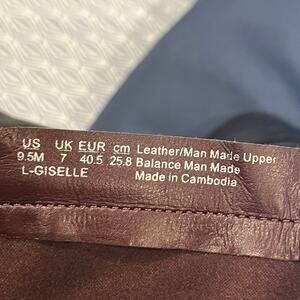 US UK EUR cm Leather/Man Made Upper
9.5M 7 40.5 25.8 Balance Man Made
L-GISELLE Made in Cambodia